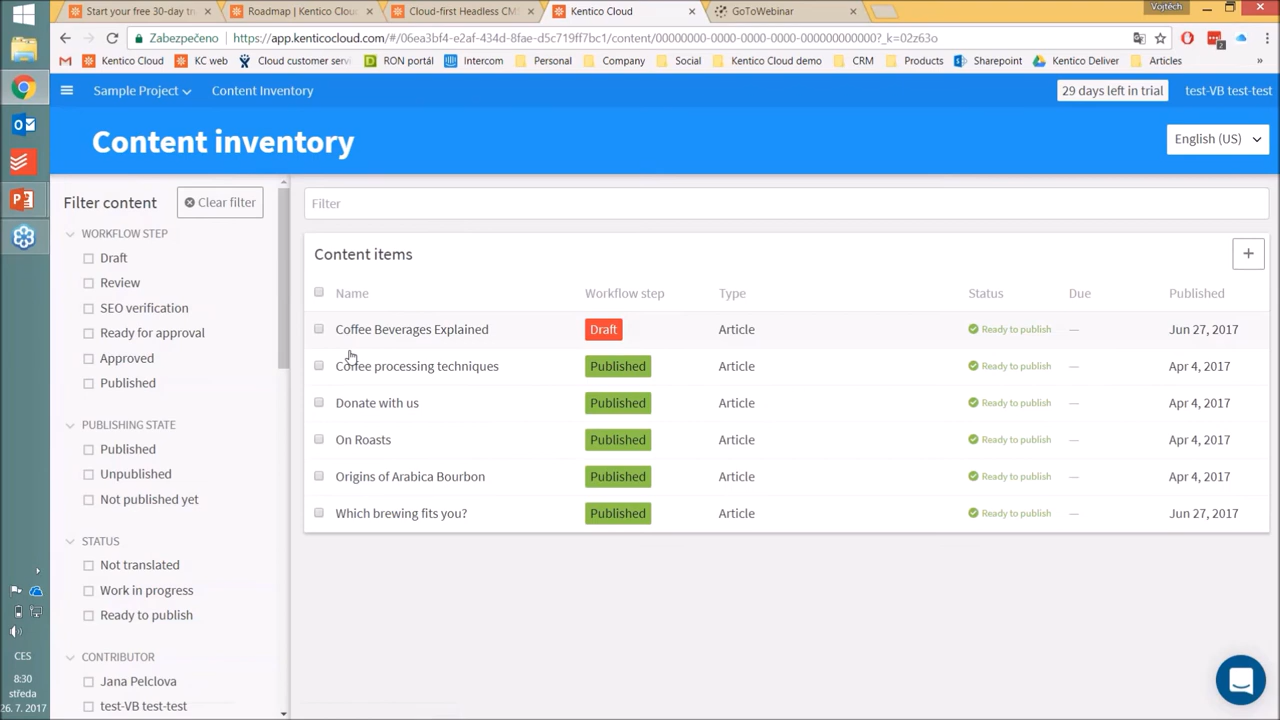 Start your free 30-day tr
Roadmap | Kentico Clou
Cloud-first Headless CM
Kentico Cloud
GoToWebinar
Vojtěch
Zabezpečeno
https://app.kenticocloud.com/#/06ea3bf4-e2af-434d-8fae-d5c719ff7bc1/content/00000000-0000-0000-0000-000000000000?_k=02z63o
Kentico Cloud
KC web
Cloud customer servi
RON portál
Intercom
Personal
Company
Social
Kentico Cloud demo
CRM
Products
Sharepoint
Kentico Deliver
Articles
»
Sample Project
Content Inventory
29 days left in trial
test-VB test-test
Content inventory
English (US)
Filter content
Clear filter
WORKFLOW STEP
Draft
Review
SEO verification
Ready for approval
Approved
Published
PUBLISHING STATE
Published
Unpublished
Not published yet
STATUS
Not translated
Work in progress
Ready to publish
CONTRIBUTOR
Jana Pelclova
test-VB test-test
Filter
Content items
+
Name Workflow step Type Status Due Published
Coffee Beverages Explained Draft Article Ready to publish — Jun 27, 2017
Coffee processing techniques Published Article Ready to publish — Apr 4, 2017
Donate with us Published Article Ready to publish — Apr 4, 2017
On Roasts Published Article Ready to publish — Apr 4, 2017
Origins of Arabica Bourbon Published Article Ready to publish — Apr 4, 2017
Which brewing fits you? Published Article Ready to publish — Jun 27, 2017
CES
8:30
středa
26. 7. 2017